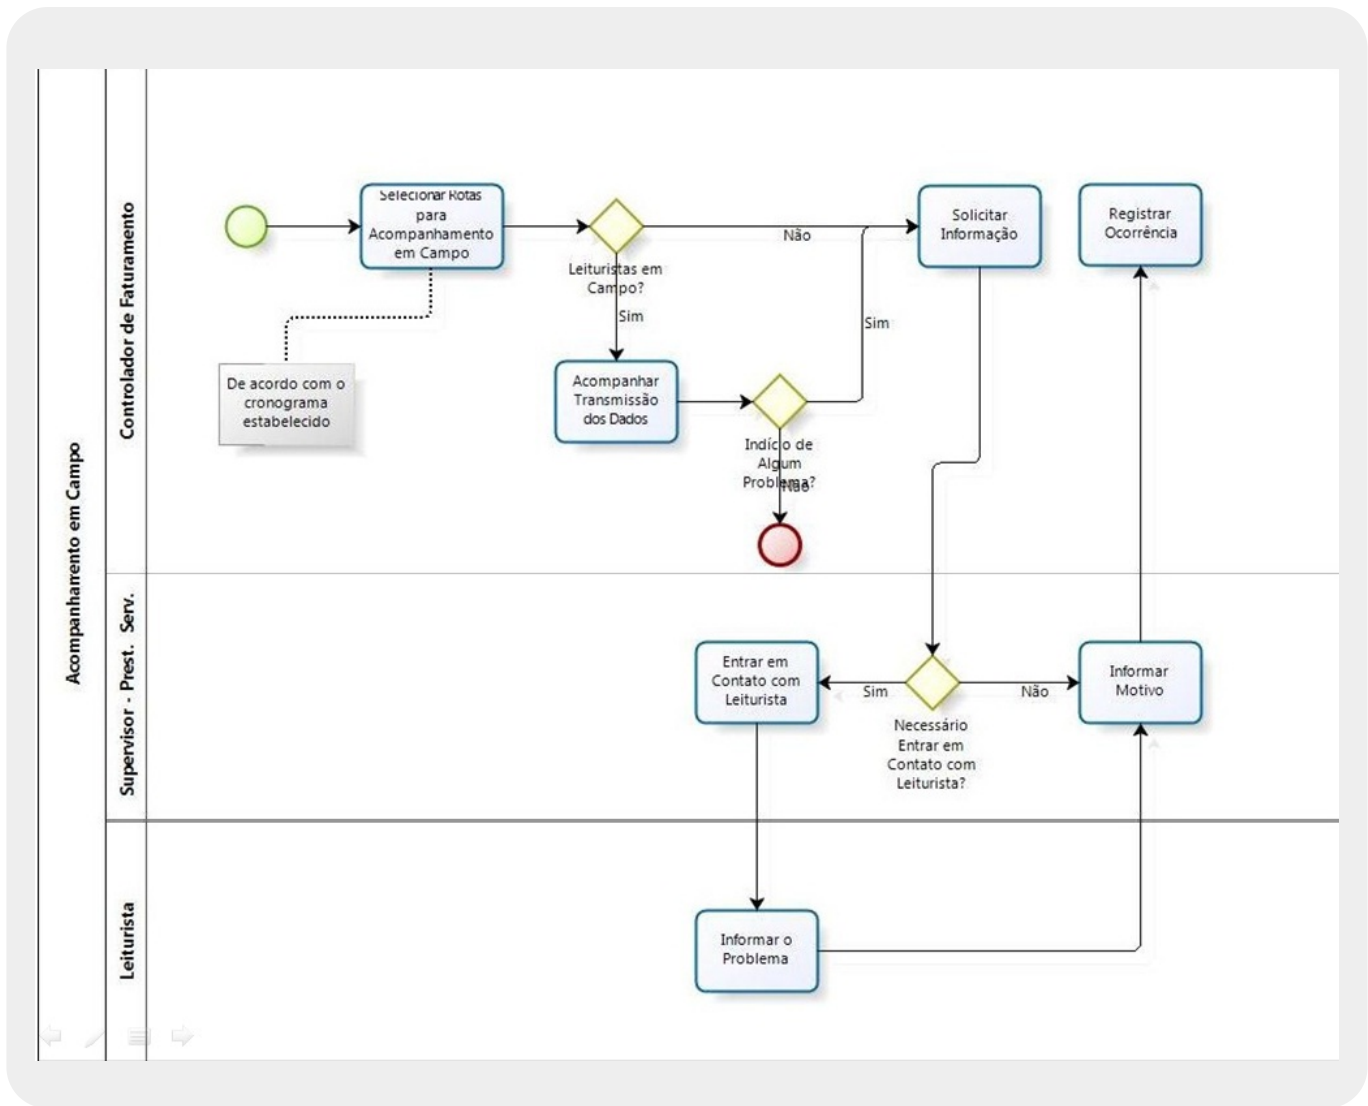 Acompanhamento em Campo
Controlador de Faturamento
Selecionar Rotas
para
Acompanhamento
em Campo
Leituristas em
Campo?
Não
Sim
Solicitar
Informação
Registrar
Ocorrência
De acordo com o
cronograma
estabelecido
Acompanhar
Transmissão
dos Dados
Sim
Indício de
Algum
Problema?
Não
Supervisor - Prest. Serv.
Entrar em
Contato com
Leiturista
Sim
Não
Necessário
Entrar em
Contato com
Leiturista?
Informar
Motivo
Leiturista
Informar o
Problema